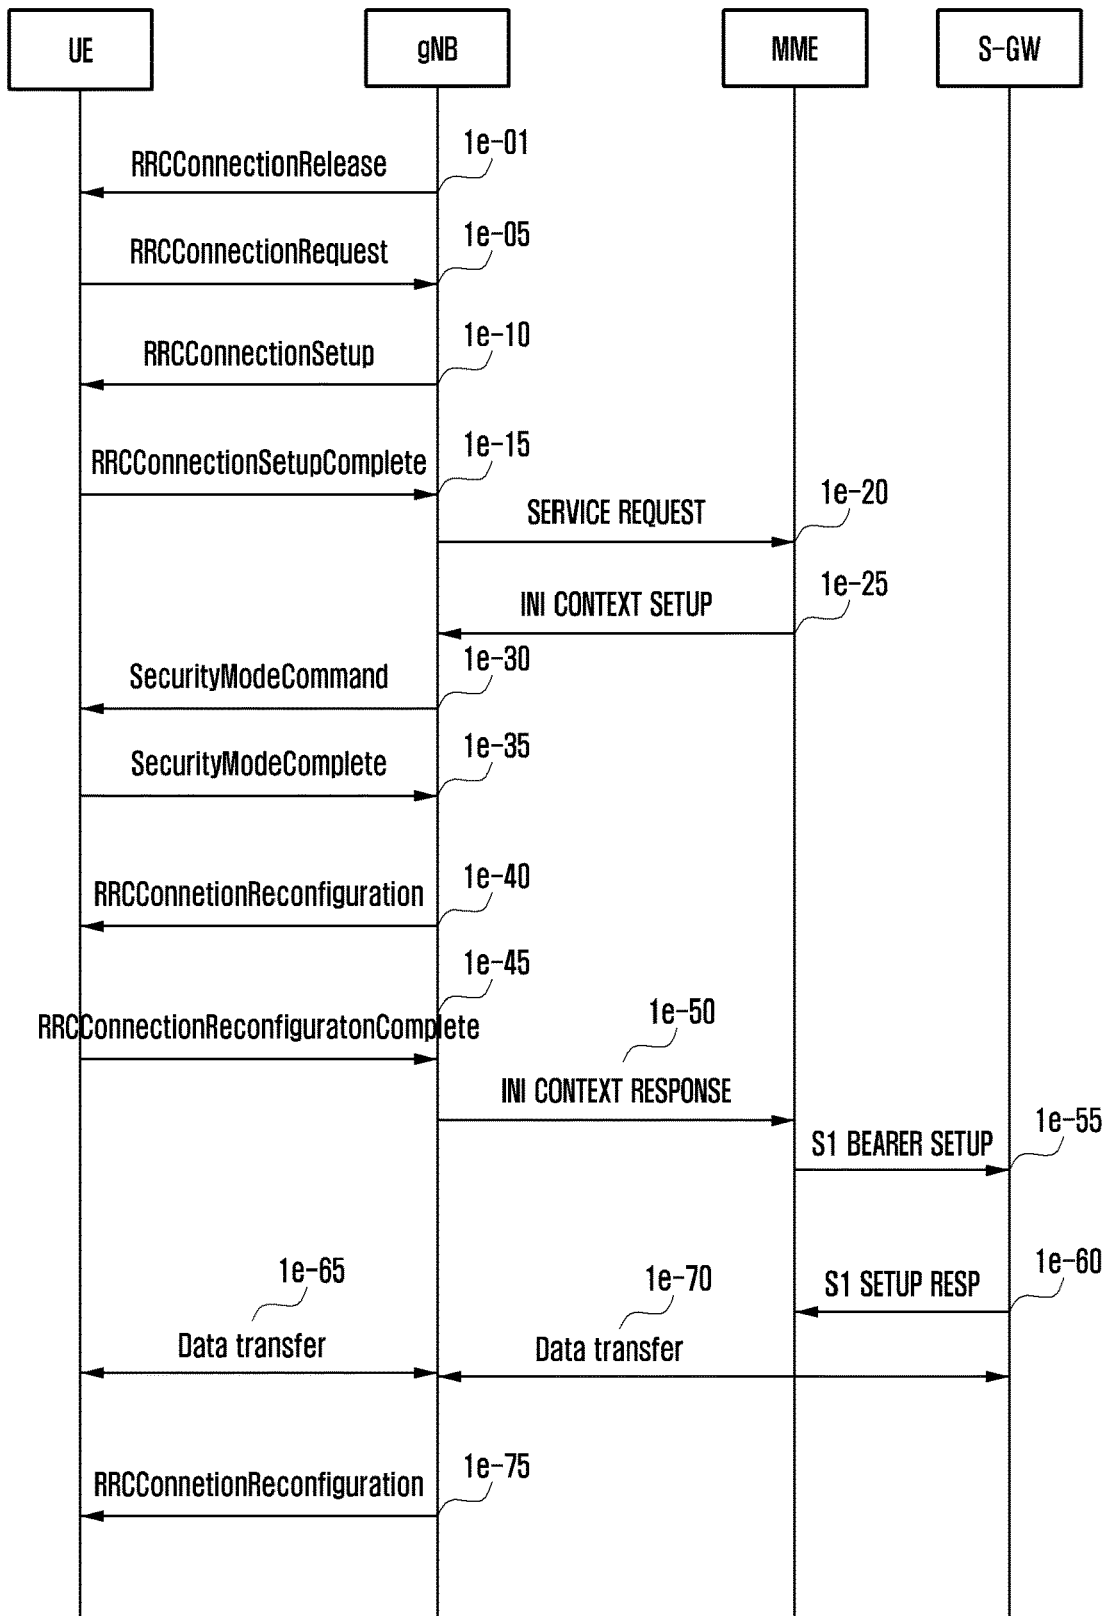 UE
gNB
MME
S-GW
1e-01
RRCConnectionRelease
1e-05
RRCConnectionRequest
1e-10
RRCConnectionSetup
1e-15
RRCConnectionSetupComplete
1e-20
SERVICE REQUEST
1e-25
INI CONTEXT SETUP
1e-30
SecurityModeCommand
1e-35
SecurityModeComplete
1e-40
RRCConnetionReconfiguration
1e-45
RRCConnectionReconfiguratonComplete
1e-50
INI CONTEXT RESPONSE
1e-55
S1 BEARER SETUP
1e-60
S1 SETUP RESP
1e-65
Data transfer
1e-70
Data transfer
1e-75
RRCConnetionReconfiguration